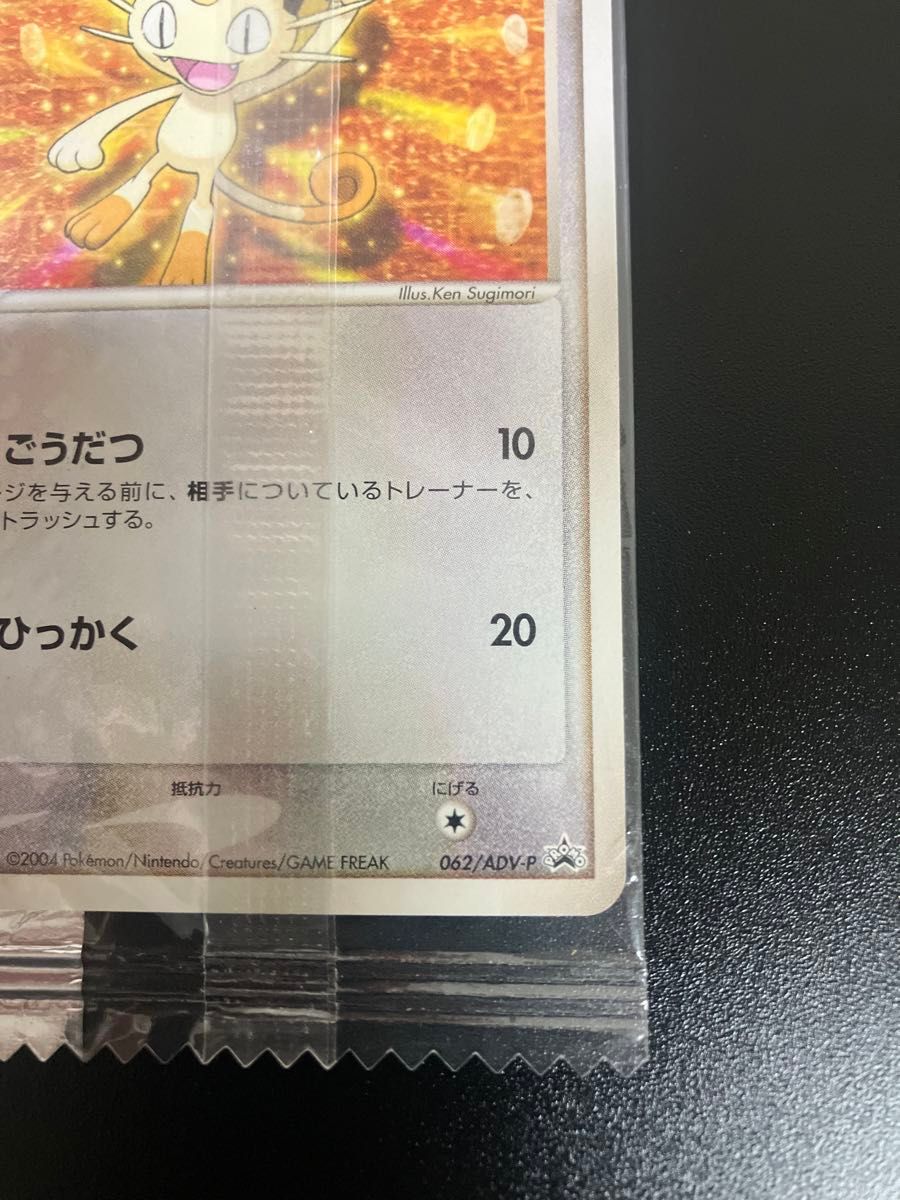 Illus.Ken Sugimori
ごうだつ 10
ジを与える前に、相手についているトレーナーを、
トラッシュする。
ひっかく 20
抵抗力 にげる
©2004 Pokémon/Nintendo/Creatures/GAME FREAK 062/ADV-P PROMO